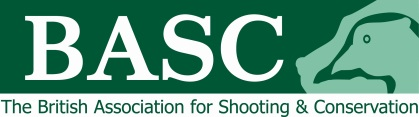 BASC
The British Association for Shooting & Conservation